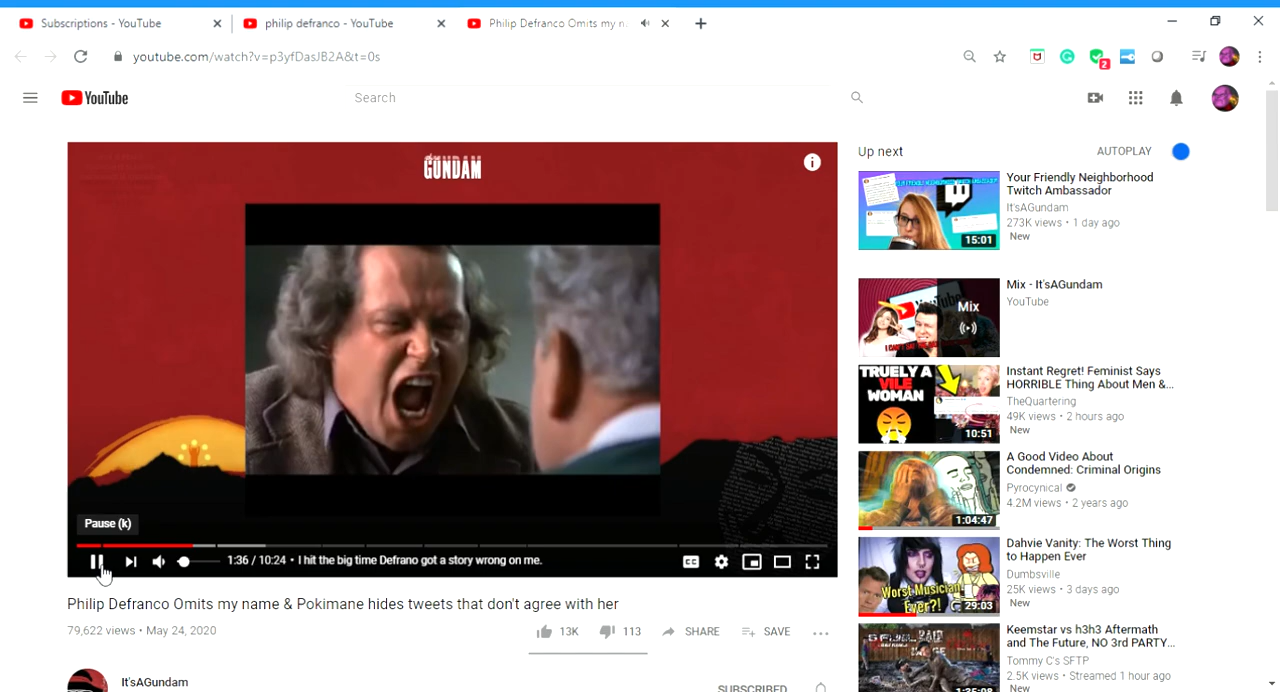 Subscriptions - YouTube
philip defranco - YouTube
Philip Defranco Omits my n
youtube.com/watch?v=p3yfDasJB2A&t=0s
2
YouTube
Search
GUNDAM
Pause (k)
1:36 / 10:24 • I hit the big time Defrano got a story wrong on me.
CC
Philip Defranco Omits my name & Pokimane hides tweets that don't agree with her
79,622 views • May 24, 2020
13K
113
SHARE
SAVE
It'sAGundam
SUBSCRIBED
Up next
AUTOPLAY
15:01
Your Friendly Neighborhood
Twitch Ambassador
It'sAGundam
273K views • 1 day ago
New
Mix
Mix - It'sAGundam
YouTube
TRUELY A
VILE
WOMAN
10:51
Instant Regret! Feminist Says
HORRIBLE Thing About Men &...
TheQuartering
49K views • 2 hours ago
New
1:04:47
A Good Video About
Condemned: Criminal Origins
Pyrocynical
4.2M views • 2 years ago
Worst Musician
Ever?!
29:03
Dahvie Vanity: The Worst Thing
to Happen Ever
Dumbsville
25K views • 3 days ago
New
1:35:08
Keemstar vs h3h3 Aftermath
and The Future, NO 3rd PARTY...
Tommy C's SFTP
2.5K views • Streamed 1 hour ago
New